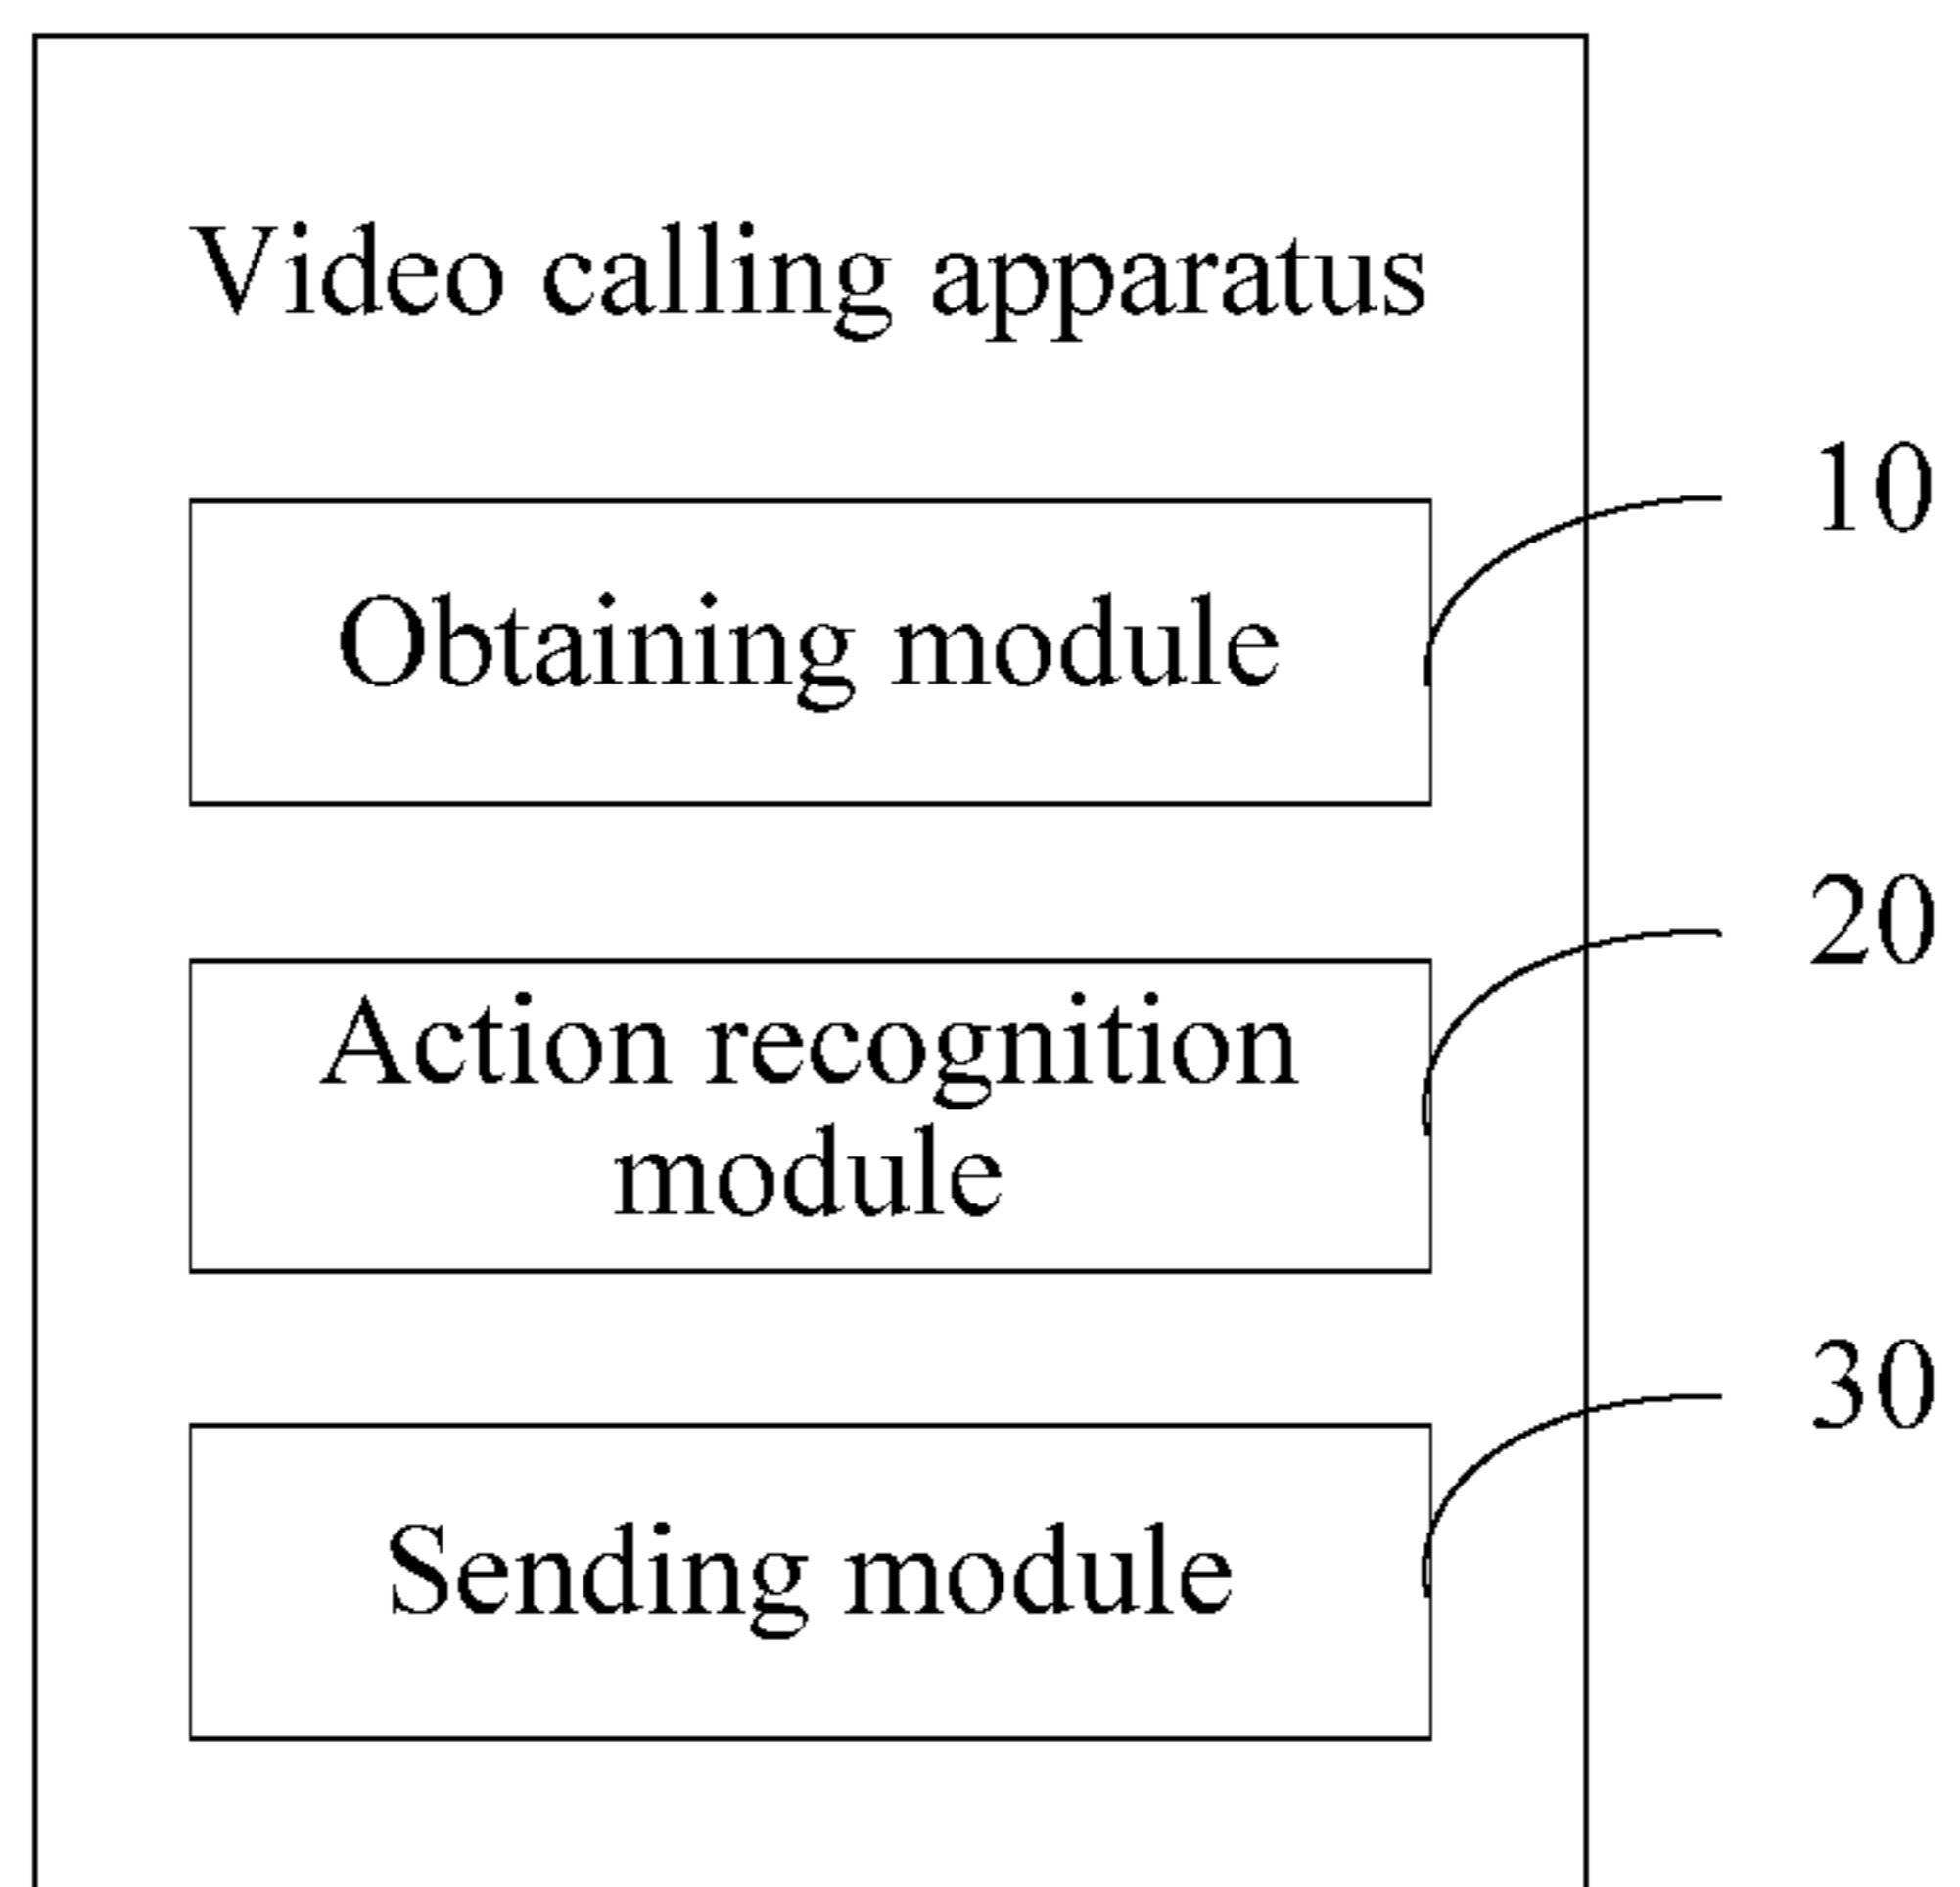 Video calling apparatus
10
Obtaining module
20
Action recognition
module
30
Sending module